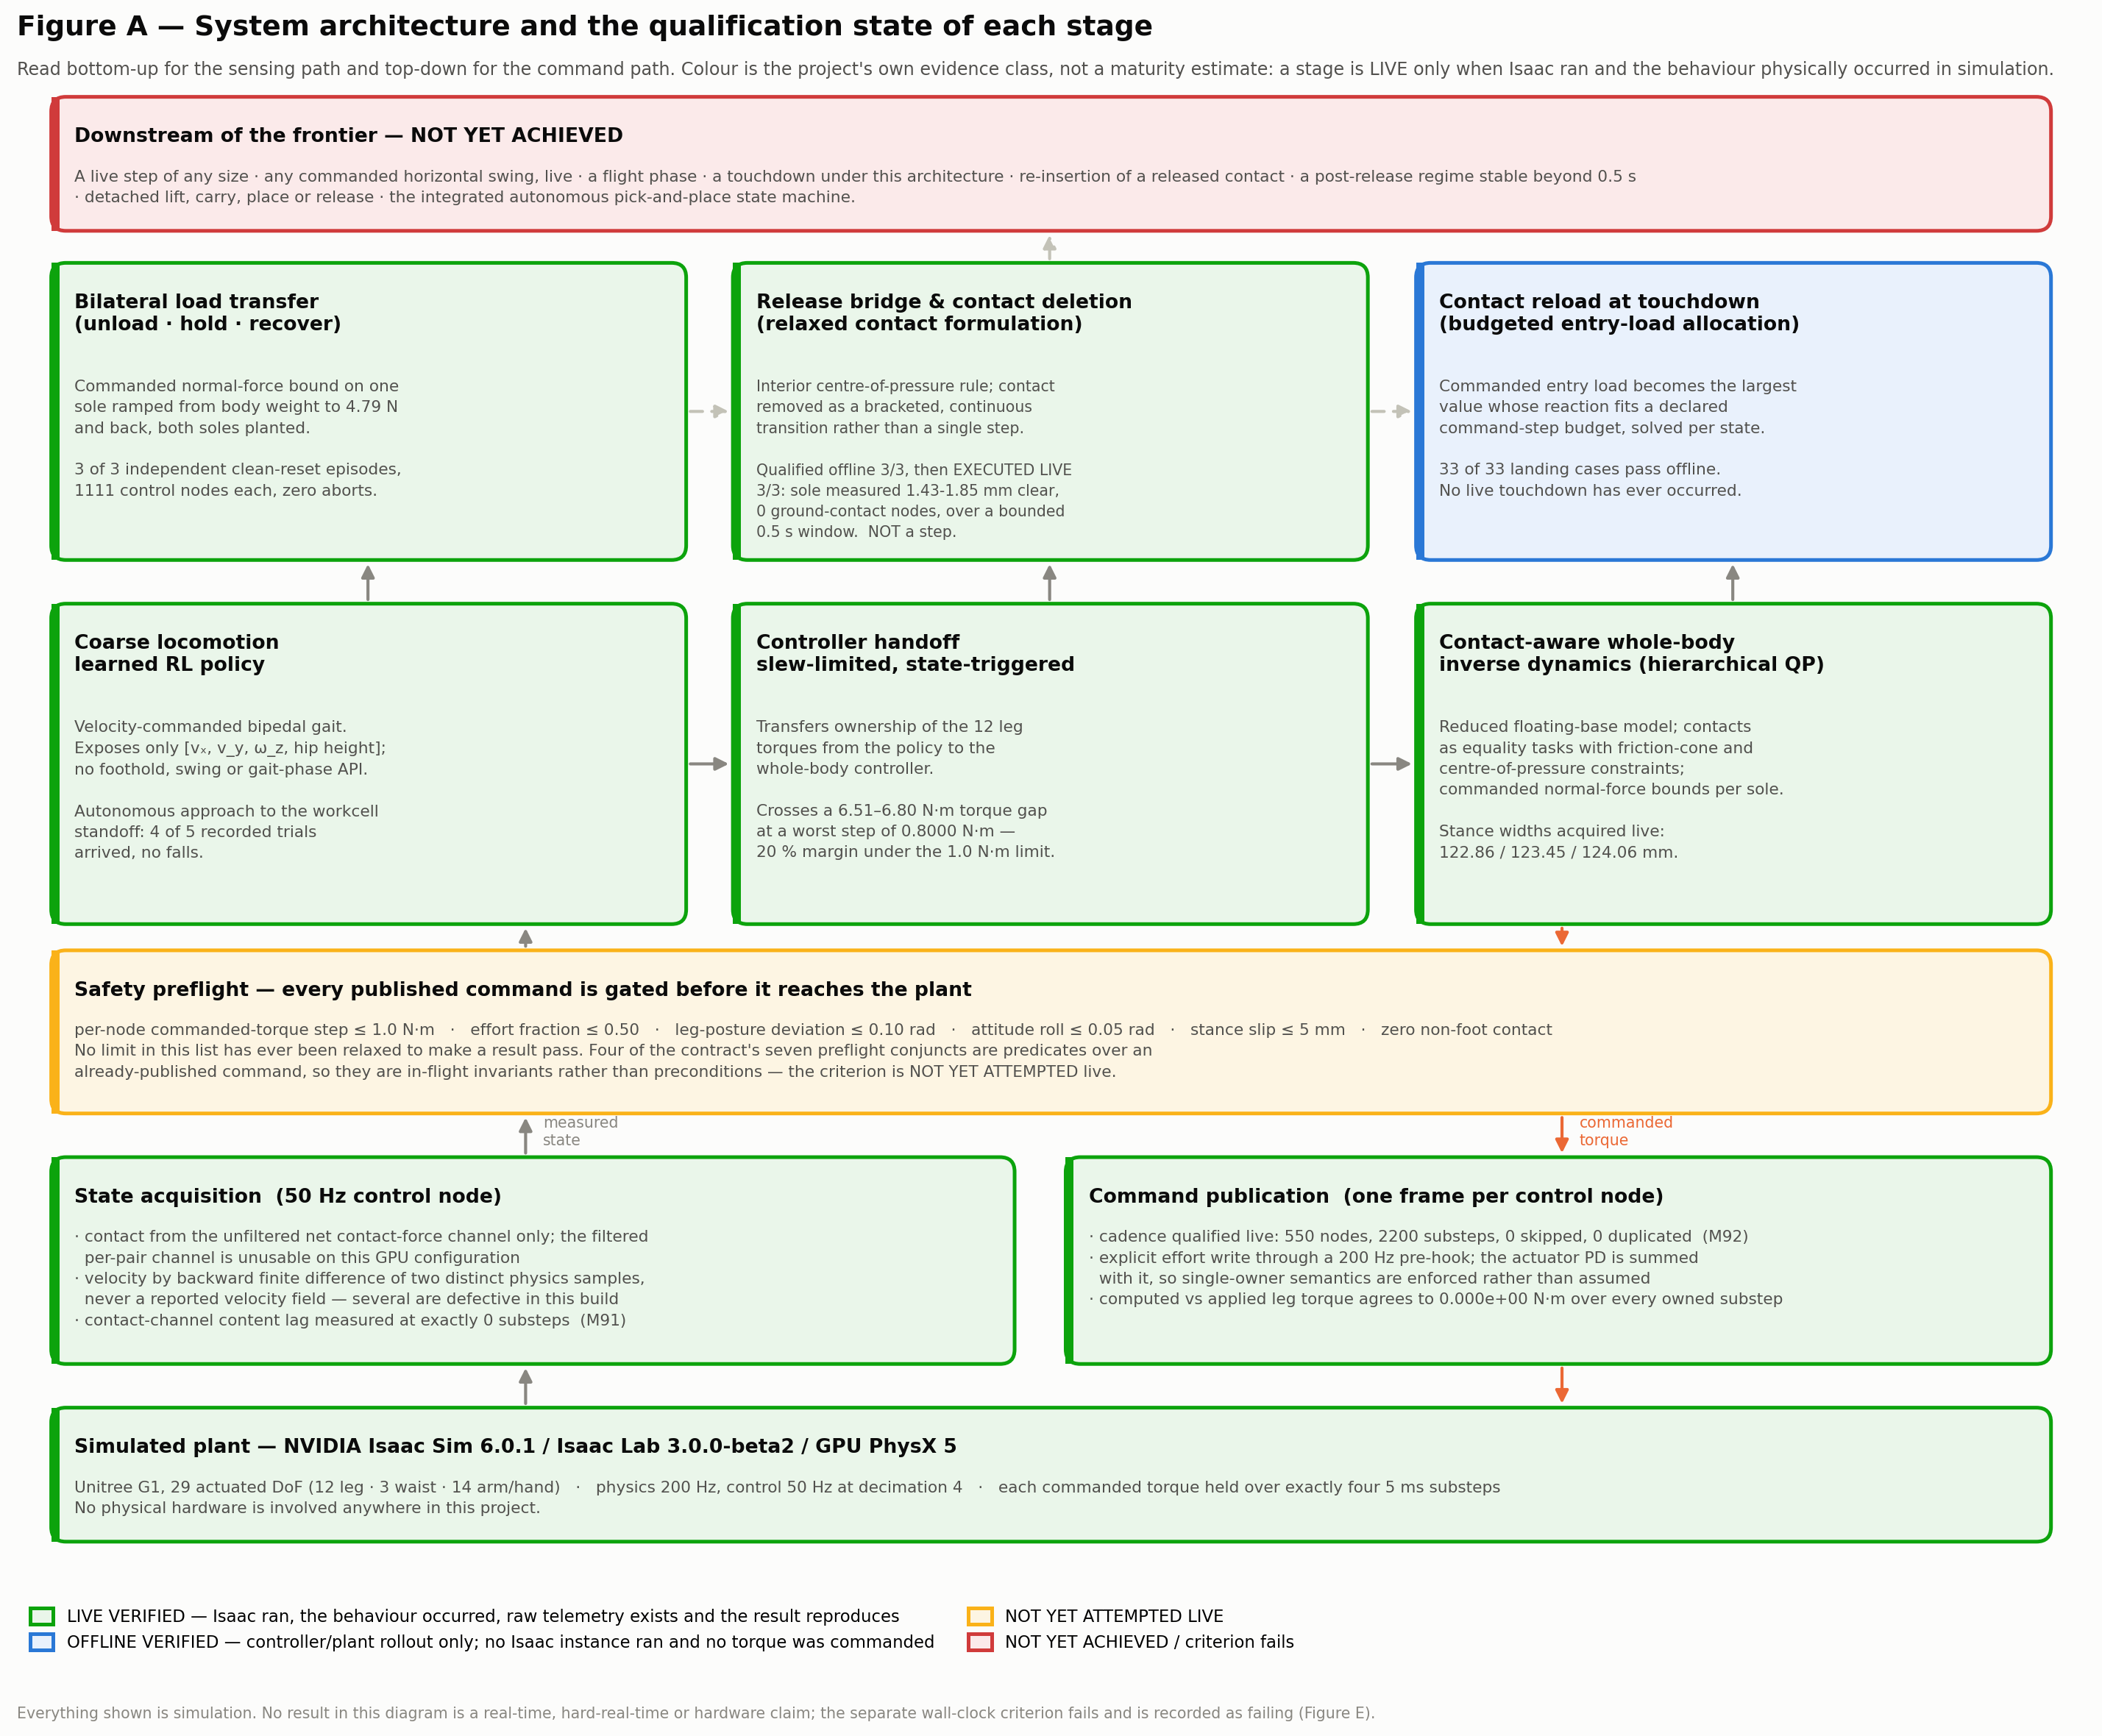 Figure A — System architecture and the qualification state of each stage
Read bottom-up for the sensing path and top-down for the command path. Colour is the project's own evidence class, not a maturity estimate: a stage is LIVE only when Isaac ran and the behaviour physically occurred in simulation.
Downstream of the frontier — NOT YET ACHIEVED
A live step of any size · any commanded horizontal swing, live · a flight phase · a touchdown under this architecture · re-insertion of a released contact · a post-release regime stable beyond 0.5 s
· detached lift, carry, place or release · the integrated autonomous pick-and-place state machine.
Bilateral load transfer
(unload · hold · recover)
Commanded normal-force bound on one
sole ramped from body weight to 4.79 N
and back, both soles planted.
3 of 3 independent clean-reset episodes,
1111 control nodes each, zero aborts.
Release bridge & contact deletion
(relaxed contact formulation)
Interior centre-of-pressure rule; contact
removed as a bracketed, continuous
transition rather than a single step.
Qualified offline 3/3, then EXECUTED LIVE
3/3: sole measured 1.43-1.85 mm clear,
0 ground-contact nodes, over a bounded
0.5 s window.  NOT a step.
Contact reload at touchdown
(budgeted entry-load allocation)
Commanded entry load becomes the largest
value whose reaction fits a declared
command-step budget, solved per state.
33 of 33 landing cases pass offline.
No live touchdown has ever occurred.
Coarse locomotion
learned RL policy
Velocity-commanded bipedal gait.
Exposes only [vₓ, v_y, ω_z, hip height];
no foothold, swing or gait-phase API.
Autonomous approach to the workcell
standoff: 4 of 5 recorded trials
arrived, no falls.
Controller handoff
slew-limited, state-triggered
Transfers ownership of the 12 leg
torques from the policy to the
whole-body controller.
Crosses a 6.51–6.80 N·m torque gap
at a worst step of 0.8000 N·m —
20 % margin under the 1.0 N·m limit.
Contact-aware whole-body
inverse dynamics (hierarchical QP)
Reduced floating-base model; contacts
as equality tasks with friction-cone and
centre-of-pressure constraints;
commanded normal-force bounds per sole.
Stance widths acquired live:
122.86 / 123.45 / 124.06 mm.
Safety preflight — every published command is gated before it reaches the plant
per-node commanded-torque step ≤ 1.0 N·m   ·   effort fraction ≤ 0.50   ·   leg-posture deviation ≤ 0.10 rad   ·   attitude roll ≤ 0.05 rad   ·   stance slip ≤ 5 mm   ·   zero non-foot contact
No limit in this list has ever been relaxed to make a result pass. Four of the contract's seven preflight conjuncts are predicates over an
already-published command, so they are in-flight invariants rather than preconditions — the criterion is NOT YET ATTEMPTED live.
measured
state
commanded
torque
State acquisition  (50 Hz control node)
· contact from the unfiltered net contact-force channel only; the filtered
per-pair channel is unusable on this GPU configuration
· velocity by backward finite difference of two distinct physics samples,
never a reported velocity field — several are defective in this build
· contact-channel content lag measured at exactly 0 substeps  (M91)
Command publication  (one frame per control node)
· cadence qualified live: 550 nodes, 2200 substeps, 0 skipped, 0 duplicated  (M92)
· explicit effort write through a 200 Hz pre-hook; the actuator PD is summed
with it, so single-owner semantics are enforced rather than assumed
· computed vs applied leg torque agrees to 0.000e+00 N·m over every owned substep
Simulated plant — NVIDIA Isaac Sim 6.0.1 / Isaac Lab 3.0.0-beta2 / GPU PhysX 5
Unitree G1, 29 actuated DoF (12 leg · 3 waist · 14 arm/hand)   ·   physics 200 Hz, control 50 Hz at decimation 4   ·   each commanded torque held over exactly four 5 ms substeps
No physical hardware is involved anywhere in this project.
LIVE VERIFIED — Isaac ran, the behaviour occurred, raw telemetry exists and the result reproduces
OFFLINE VERIFIED — controller/plant rollout only; no Isaac instance ran and no torque was commanded
NOT YET ATTEMPTED LIVE
NOT YET ACHIEVED / criterion fails
Everything shown is simulation. No result in this diagram is a real-time, hard-real-time or hardware claim; the separate wall-clock criterion fails and is recorded as failing (Figure E).